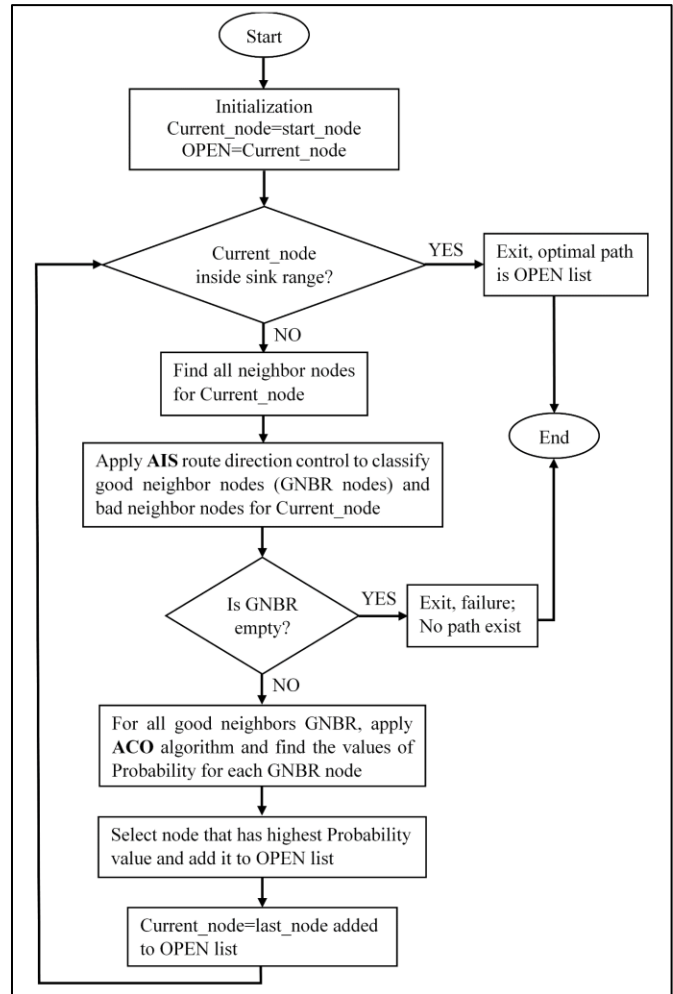 Start
Initialization
Current_node=start_node
OPEN=Current_node
Current_node
inside sink range?
YES
Exit, optimal path
is OPEN list
NO
Find all neighbor nodes
for Current_node
End
Apply AIS route direction control to classify
good neighbor nodes (GNBR nodes) and
bad neighbor nodes for Current_node
Is GNBR
empty?
YES
Exit, failure;
No path exist
NO
For all good neighbors GNBR, apply
ACO algorithm and find the values of
Probability for each GNBR node
Select node that has highest Probability
value and add it to OPEN list
Current_node=last_node added
to OPEN list